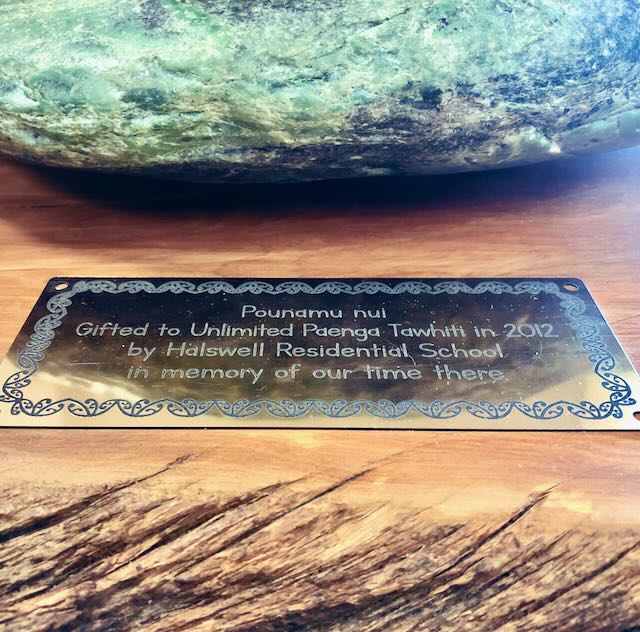 Pounamu nui
Gifted to Unlimited Paenga Tawhiti in 2012
by Halswell Residential School
in memory of our time there